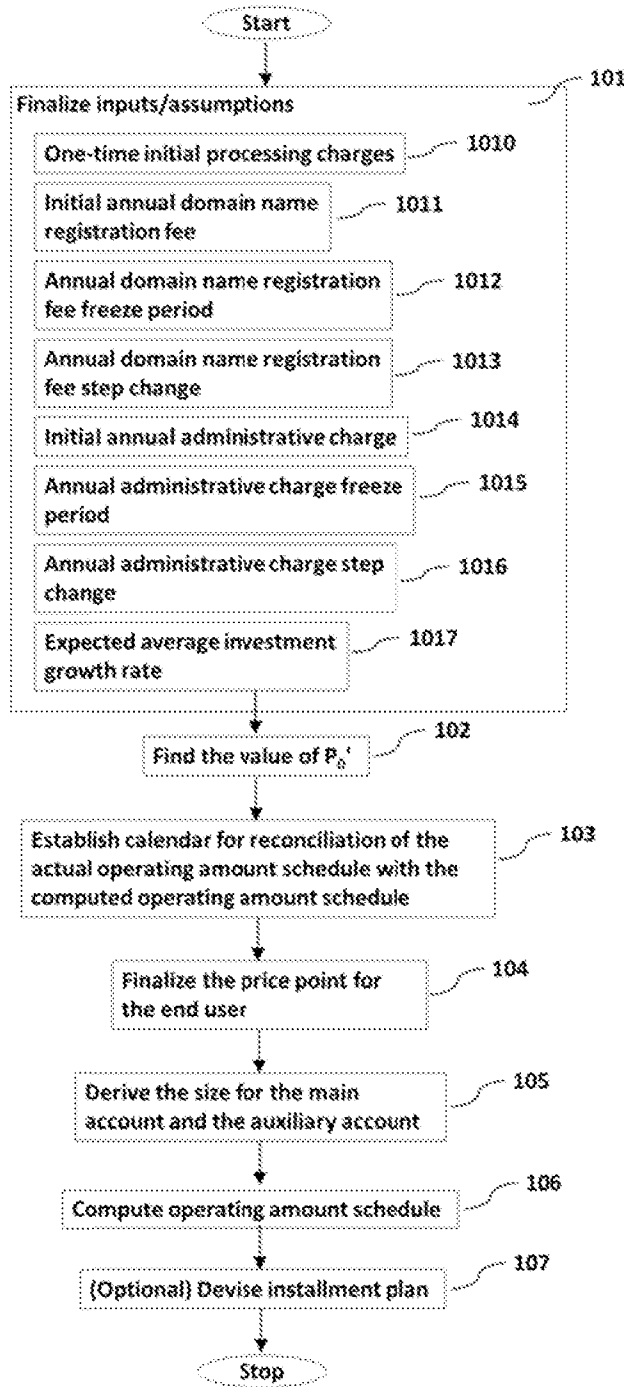 Start
101
Finalize inputs/assumptions
One-time initial processing charges
1010
Initial annual domain name
registration fee
1011
Annual domain name registration
fee freeze period
1012
Annual domain name registration
fee step change
1013
Initial annual administrative charge
1014
Annual administrative charge freeze
period
1015
Annual administrative charge step
change
1016
Expected average investment
growth rate
1017
102
Find the value of P₀'
Establish calendar for reconciliation of the
actual operating amount schedule with the
computed operating amount schedule
103
Finalize the price point for
the end user
104
Derive the size for the main
account and the auxiliary account
105
106
Compute operating amount schedule
107
(Optional) Devise installment plan
Stop